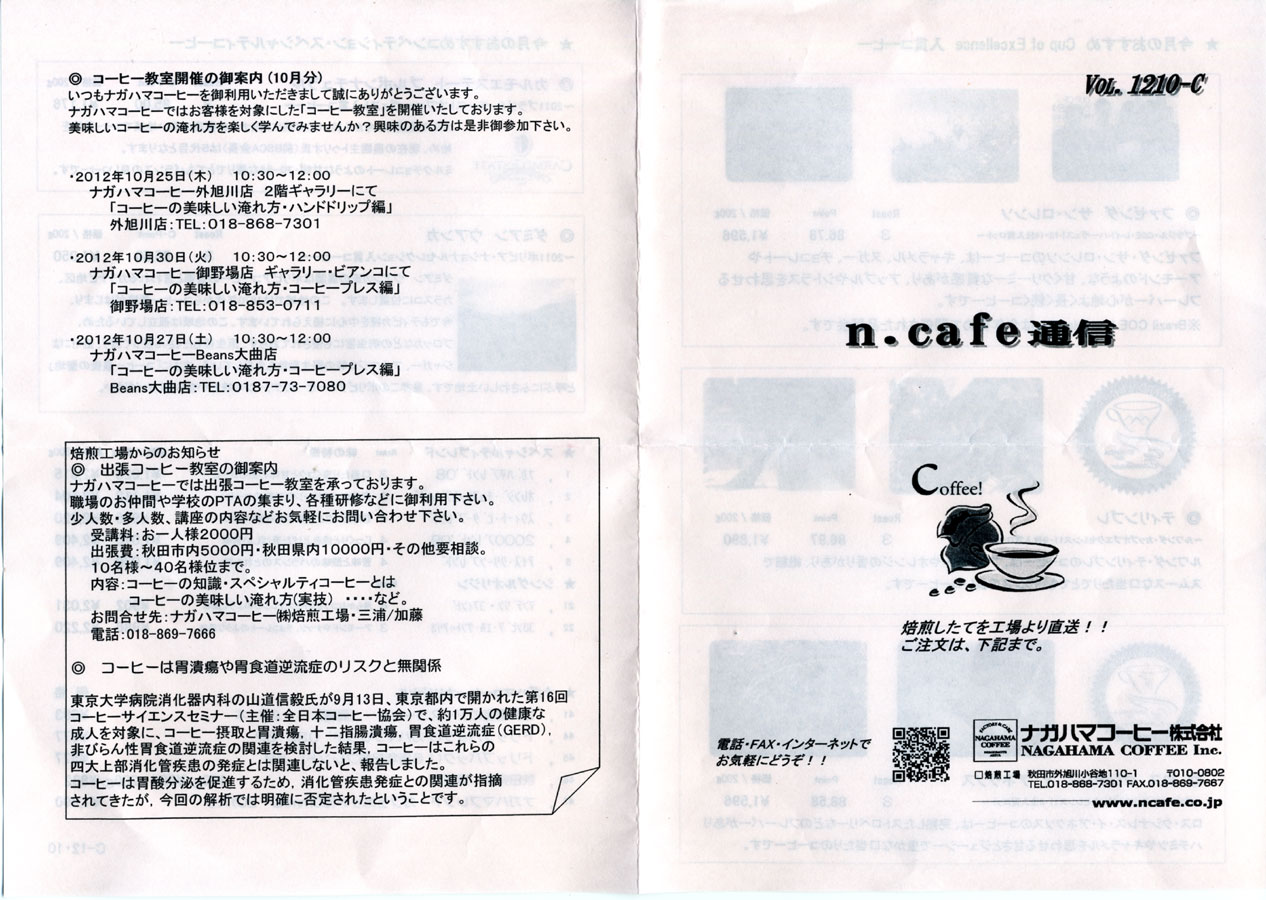 ◎ コーヒー教室開催の御案内(10月分)
いつもナガハマコーヒーを御利用いただきまして誠にありがとうございます。
ナガハマコーヒーではお客様を対象にした「コーヒー教室」を開催いたしております。
美味しいコーヒーの淹れ方を楽しく学んでみませんか？興味のある方は是非御参加下さい。
・2012年10月25日(木) 10:30～12:00
ナガハマコーヒー外旭川店 2階ギャラリーにて
「コーヒーの美味しい淹れ方・ハンドドリップ編」
外旭川店:TEL:018-868-7301
・2012年10月30日(火) 10:30～12:00
ナガハマコーヒー御野場店 ギャラリー・ビアンコにて
「コーヒーの美味しい淹れ方・コーヒープレス編」
御野場店:TEL:018-853-0711
・2012年10月27日(土) 10:30～12:00
ナガハマコーヒーBeans大曲店
「コーヒーの美味しい淹れ方・コーヒープレス編」
Beans大曲店:TEL:0187-73-7080
焙煎工場からのお知らせ
◎ 出張コーヒー教室の御案内
ナガハマコーヒーでは出張コーヒー教室を承っております。
職場のお仲間や学校のPTAの集まり、各種研修などに御利用下さい。
少人数・多人数、講座の内容などお気軽にお問い合わせ下さい。
受講料:お一人様2000円
出張費:秋田市内5000円・秋田県内10000円・その他要相談。
10名様～40名様位まで。
内容:コーヒーの知識・スペシャルティコーヒーとは
コーヒーの美味しい淹れ方(実技) ････など。
お問合せ先:ナガハマコーヒー㈱焙煎工場・三浦/加藤
電話:018-869-7666
◎ コーヒーは胃潰瘍や胃食道逆流症のリスクと無関係
東京大学病院消化器内科の山道信毅氏が9月13日、東京都内で開かれた第16回
コーヒーサイエンスセミナー(主催:全日本コーヒー協会)で、約1万人の健康な
成人を対象に、コーヒー摂取と胃潰瘍, 十二指腸潰瘍, 胃食道逆流症(GERD),
非びらん性胃食道逆流症の関連を検討した結果, コーヒーはこれらの
四大上部消化管疾患の発症とは関連しないと、報告しました。
コーヒーは胃酸分泌を促進するため, 消化管疾患発症との関連が指摘
されてきたが, 今回の解析では明確に否定されたということです。
VOL. 1210-C
n.cafe通信
Coffee!
焙煎したてを工場より直送！！
ご注文は、下記まで。
電話・FAX・インターネットで
お気軽にどうぞ！！
NAGAHAMA
COFFEE
ナガハマコーヒー株式会社
NAGAHAMA COFFEE Inc.
□焙煎工場 秋田市外旭川小谷地110-1 〒010-0802
TEL.018-868-7301 FAX.018-869-7667
www.ncafe.co.jp